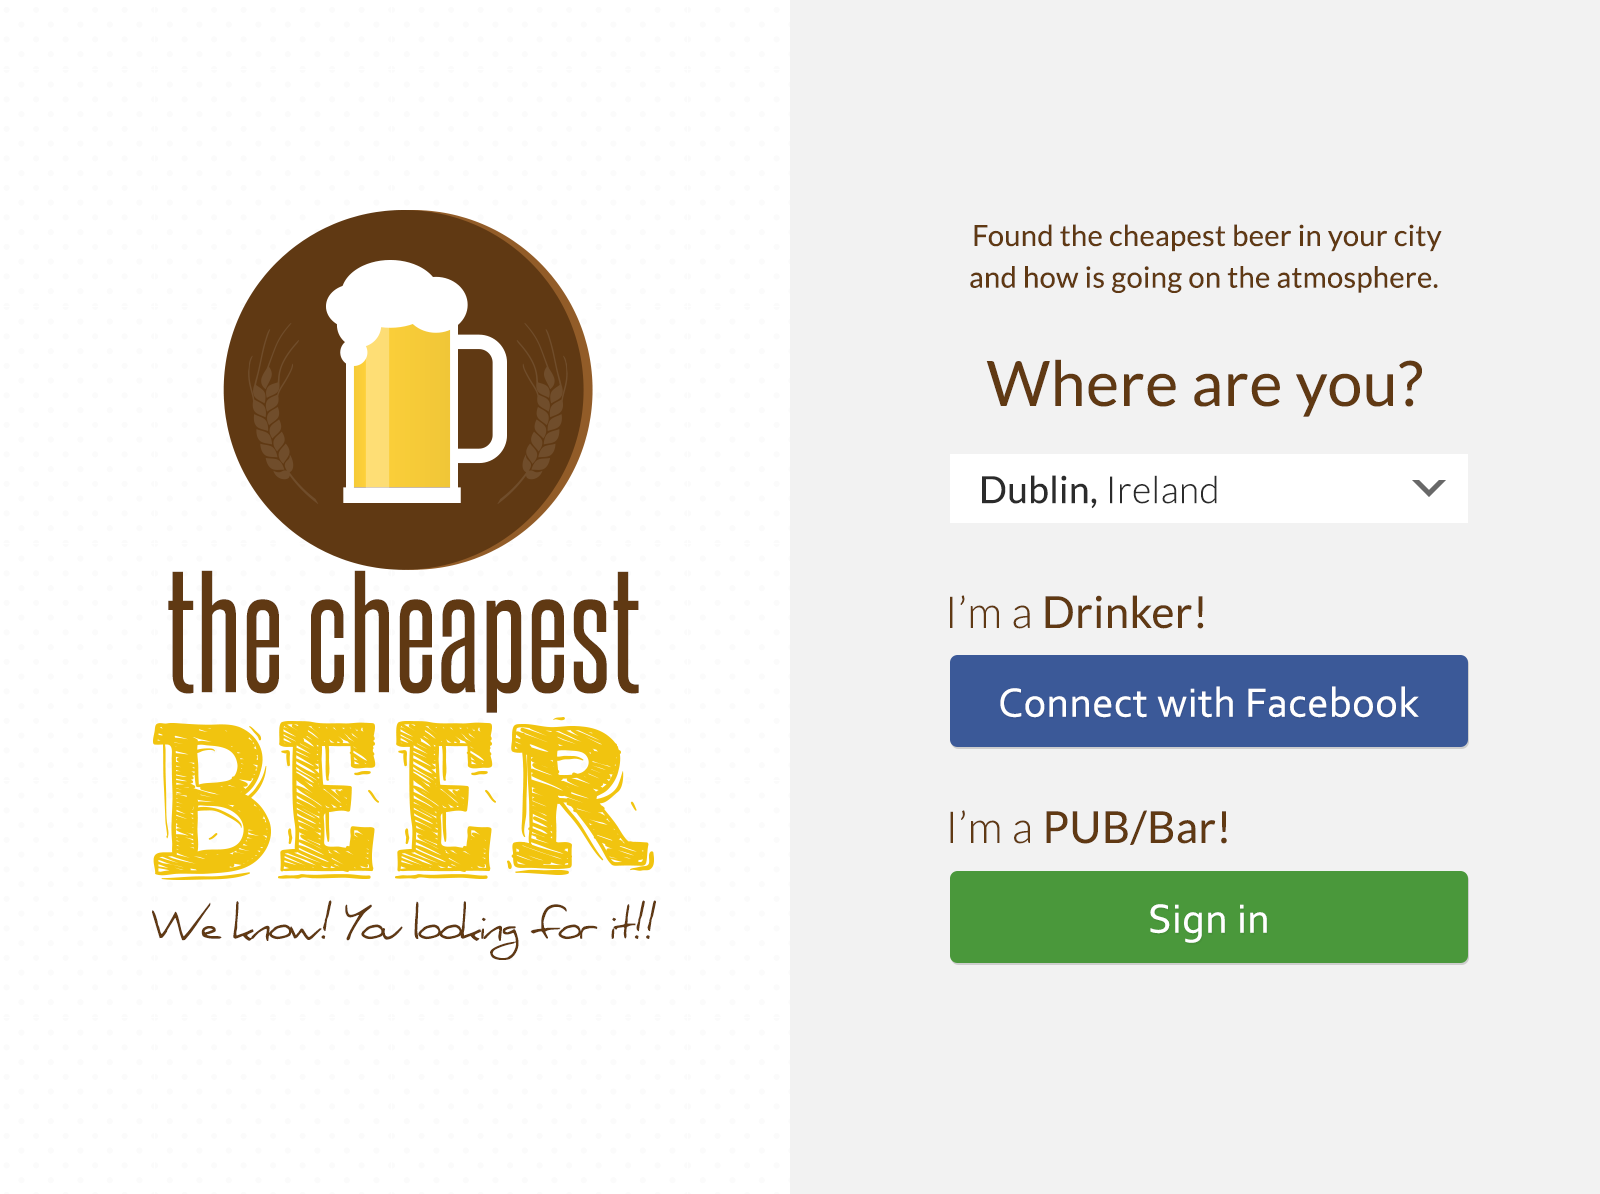 the cheapest
BEER
We know! You looking for it!!
Found the cheapest beer in your city
and how is going on the atmosphere.
Where are you?
Dublin, Ireland
I’m a Drinker!
Connect with Facebook
I’m a PUB/Bar!
Sign in